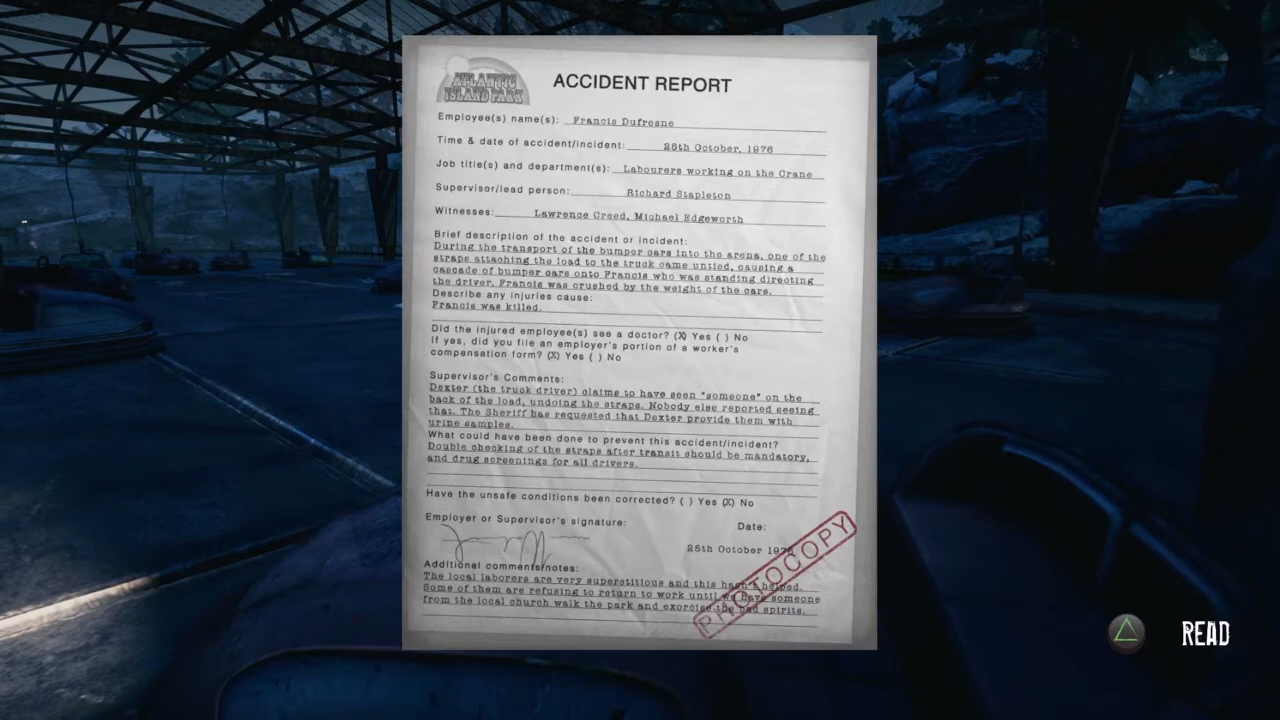 ATLANTIC
ISLAND PARK
ACCIDENT REPORT
Employee(s) name(s): Francis Dufresne
Time & date of accident/incident: 25th October, 1976
Job title(s) and department(s): Labourers working on the Crane
Supervisor/lead person: Richard Stapleton
Witnesses: Lawrence Creed, Michael Edgeworth
Brief description of the accident or incident:
During the transport of the bumper cars into the arena, one of the
straps attaching the load to the truck came untied, causing a
cascade of bumper cars onto Francis who was standing directing
the driver. Francis was crushed by the weight of the cars.
Describe any injuries cause:
Francis was killed.
Did the injured employee(s) see a doctor? (X) Yes ( ) No
If yes, did you file an employer's portion of a worker's
compensation form? (X) Yes ( ) No
Supervisor's Comments:
Dexter (the truck driver) claims to have seen "someone" on the
back of the load, undoing the straps. Nobody else reported seeing
that. The Sheriff has requested that Dexter provide them with
urine samples.
What could have been done to prevent this accident/incident?
Double checking of the straps after transit should be mandatory,
and drug screenings for all drivers.
Have the unsafe conditions been corrected? ( ) Yes (X) No
Employer or Supervisor's signature:
Date:
25th October 1976
Additional comments/notes:
The local laborers are very superstitious and this hasn't helped.
Some of them are refusing to return to work until we have someone
from the local church walk the park and exorcise the bad spirits.
PHOTOCOPY
READ